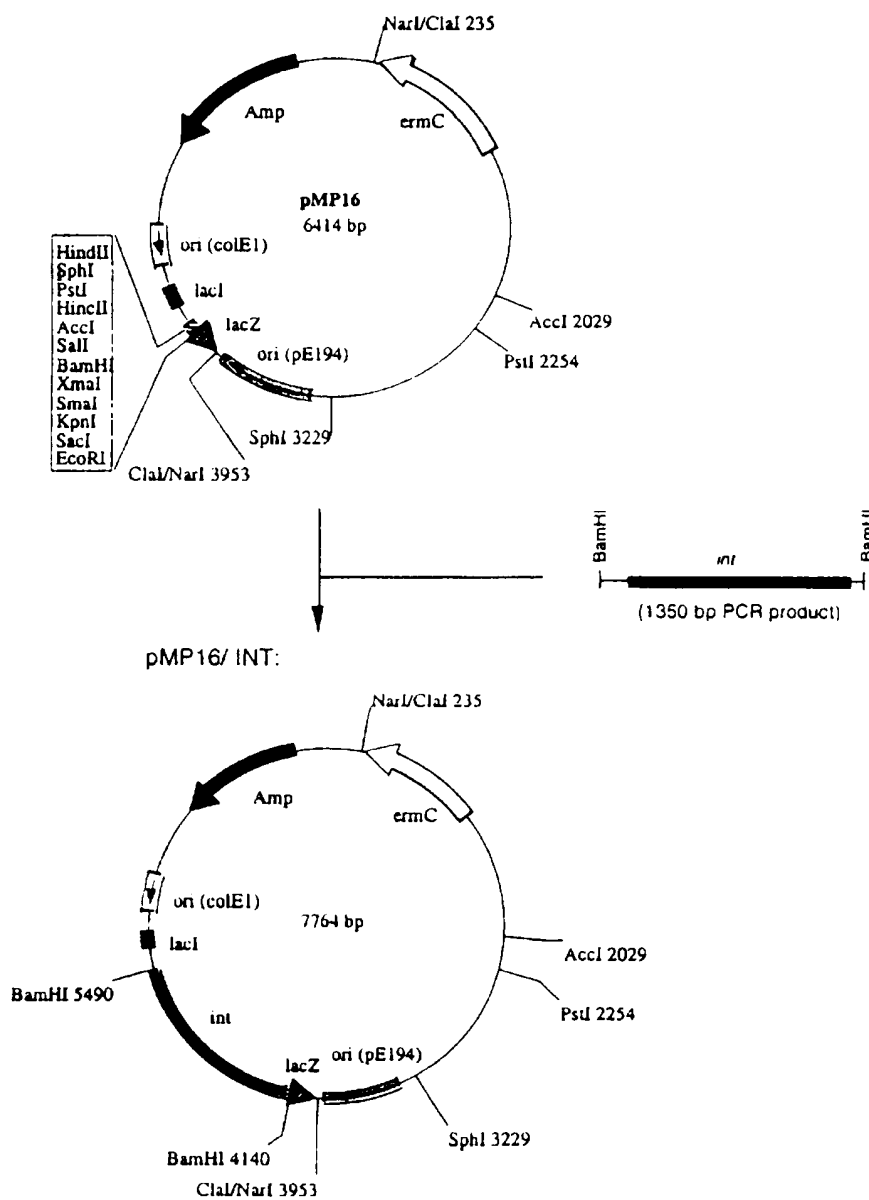 NarI/ClaI 235
Amp
ermC
pMP16
6414 bp
ori (colE1)
HindII
SphI
PstI
HincII
AccI
SalI
BamHI
XmaI
SmaI
KpnI
SacI
EcoRI
lacI
lacZ
ori (pE194)
AccI 2029
PstI 2254
SphI 3229
ClaI/NarI 3953
BamHI
int
BamHI
(1350 bp PCR product)
pMP16/ INT:
NarI/ClaI 235
Amp
ermC
ori (colE1)
7764 bp
lacI
AccI 2029
BamHI 5490
PstI 2254
int
lacZ
ori (pE194)
SphI 3229
BamHI 4140
ClaI/NarI 3953